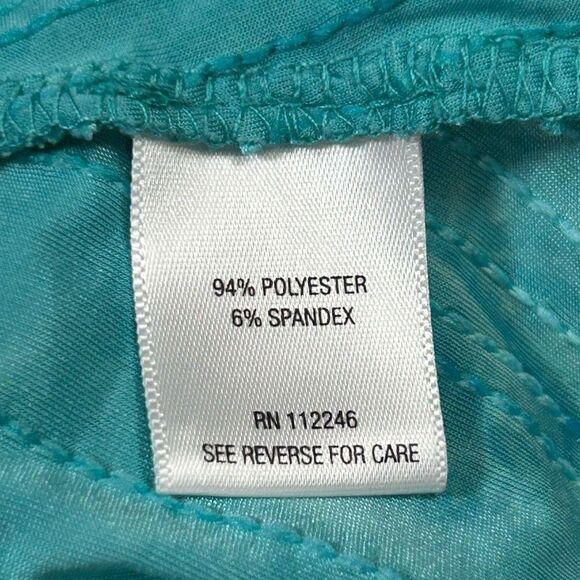 94% POLYESTER
6% SPANDEX
RN 112246
SEE REVERSE FOR CARE